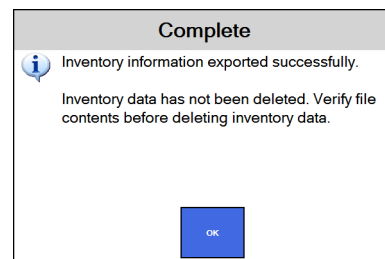 Complete
Inventory information exported successfully.
Inventory data has not been deleted. Verify file
contents before deleting inventory data.
OK